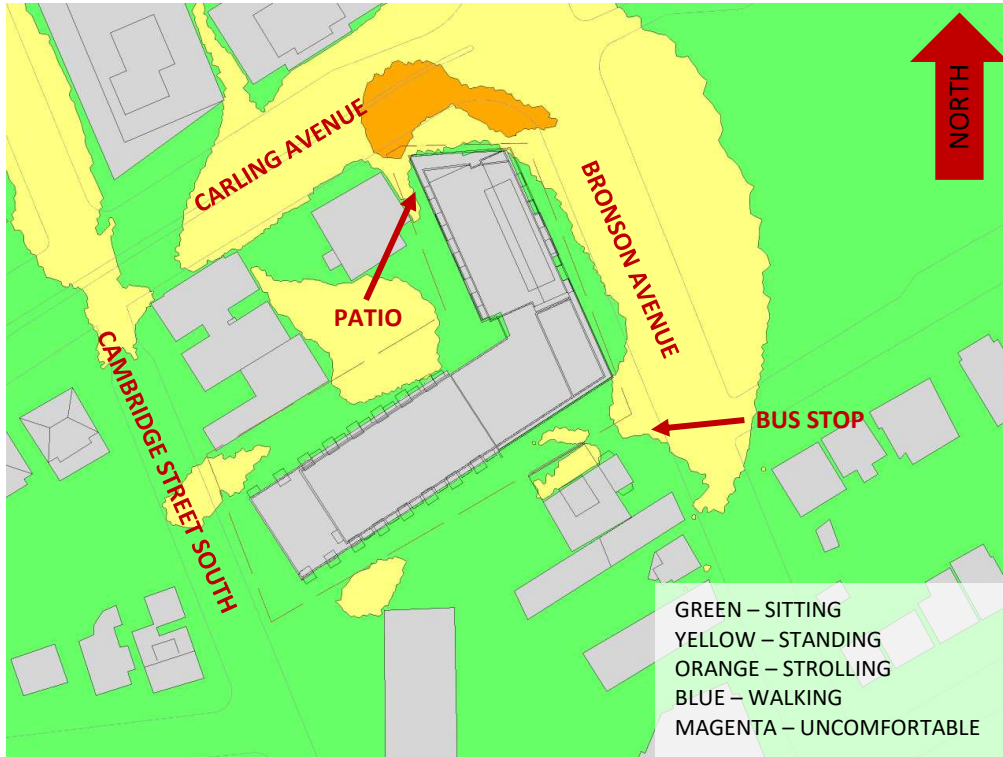 NORTH
CARLING AVENUE
BRONSON AVENUE
PATIO
CAMBRIDGE STREET SOUTH
BUS STOP
GREEN – SITTING
YELLOW – STANDING
ORANGE – STROLLING
BLUE – WALKING
MAGENTA – UNCOMFORTABLE